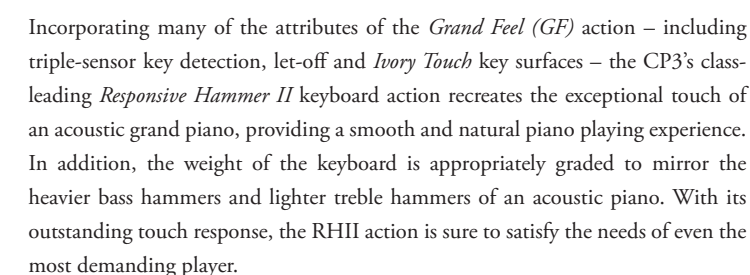 Incorporating many of the attributes of the Grand Feel (GF) action – including
triple-sensor key detection, let-off and Ivory Touch key surfaces – the CP3's class-
leading Responsive Hammer II keyboard action recreates the exceptional touch of
an acoustic grand piano, providing a smooth and natural piano playing experience.
In addition, the weight of the keyboard is appropriately graded to mirror the
heavier bass hammers and lighter treble hammers of an acoustic piano. With its
outstanding touch response, the RHII action is sure to satisfy the needs of even the
most demanding player.